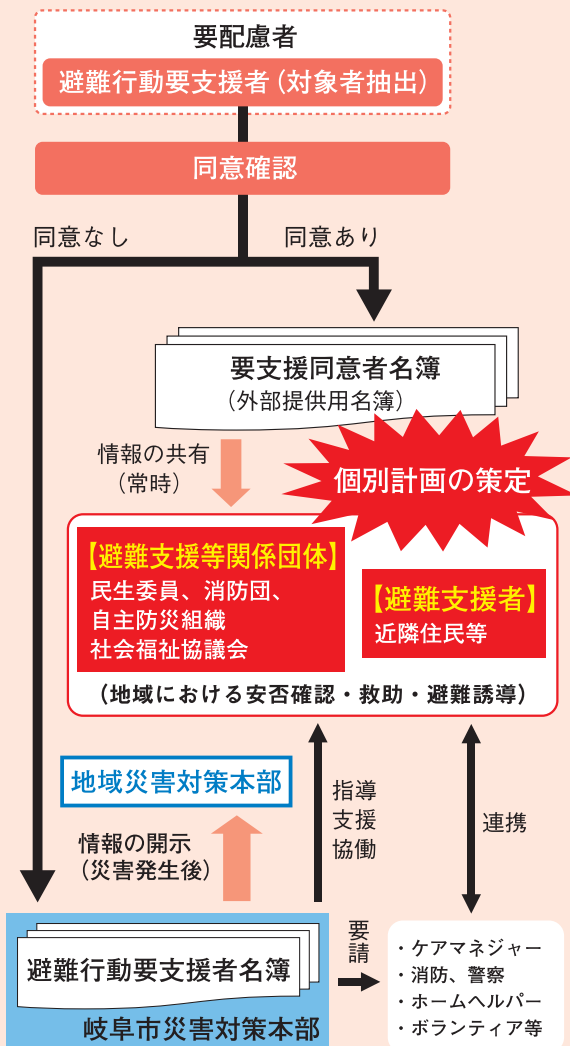 要配慮者
避難行動要支援者（対象者抽出）
同意確認
同意なし
同意あり
要支援同意者名簿
（外部提供用名簿）
情報の共有
（常時）
個別計画の策定
【避難支援等関係団体】
民生委員、消防団、
自主防災組織
社会福祉協議会
【避難支援者】
近隣住民等
（地域における安否確認・救助・避難誘導）
地域災害対策本部
情報の開示
（災害発生後）
指導
支援
協働
連携
避難行動要支援者名簿
岐阜市災害対策本部
要請
・ケアマネジャー
・消防、警察
・ホームヘルパー
・ボランティア等